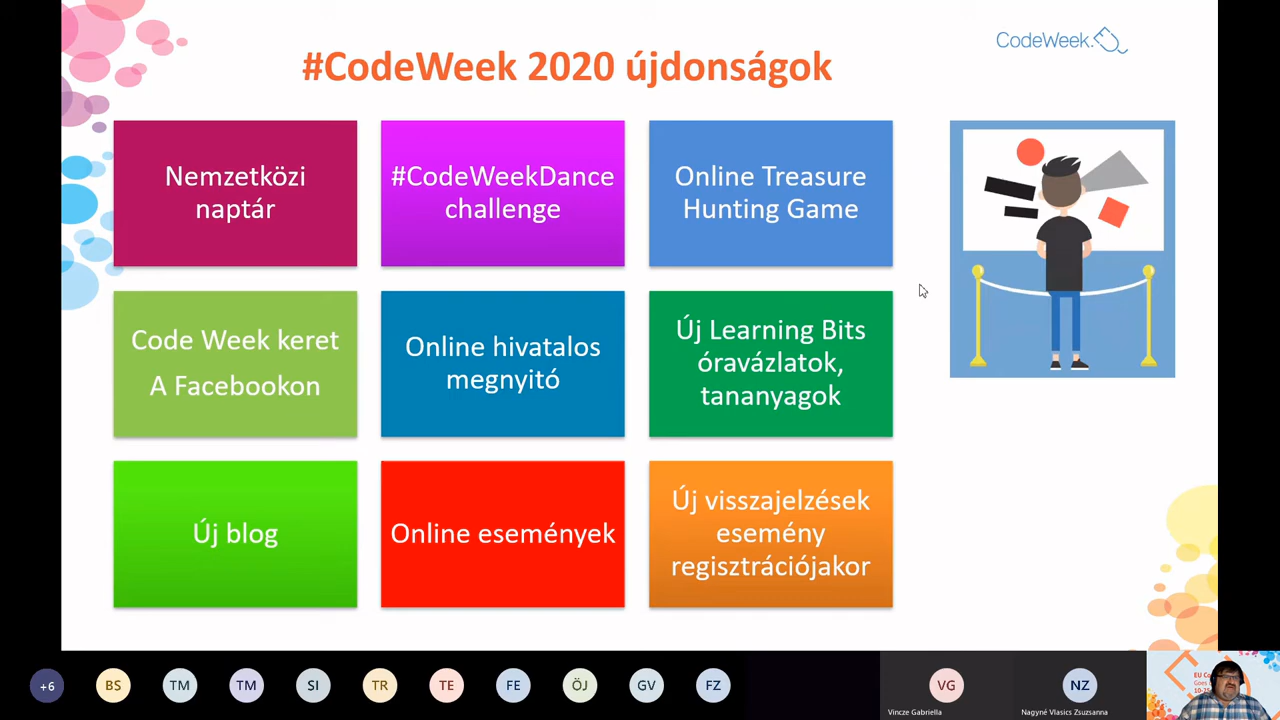 CodeWeek
#CodeWeek 2020 újdonságok
Nemzetközi
naptár
#CodeWeekDance
challenge
Online Treasure
Hunting Game
Code Week keret
A Facebookon
Online hivatalos
megnyitó
Új Learning Bits
óravázlatok,
tananyagok
Új blog
Online események
Új visszajelzések
esemény
regisztrációjakor
+6
BS
TM
TM
SI
TR
TE
FE
ÖJ
GV
FZ
VG
Vincze Gabriella
NZ
Nagyné Vlasics Zsuzsanna